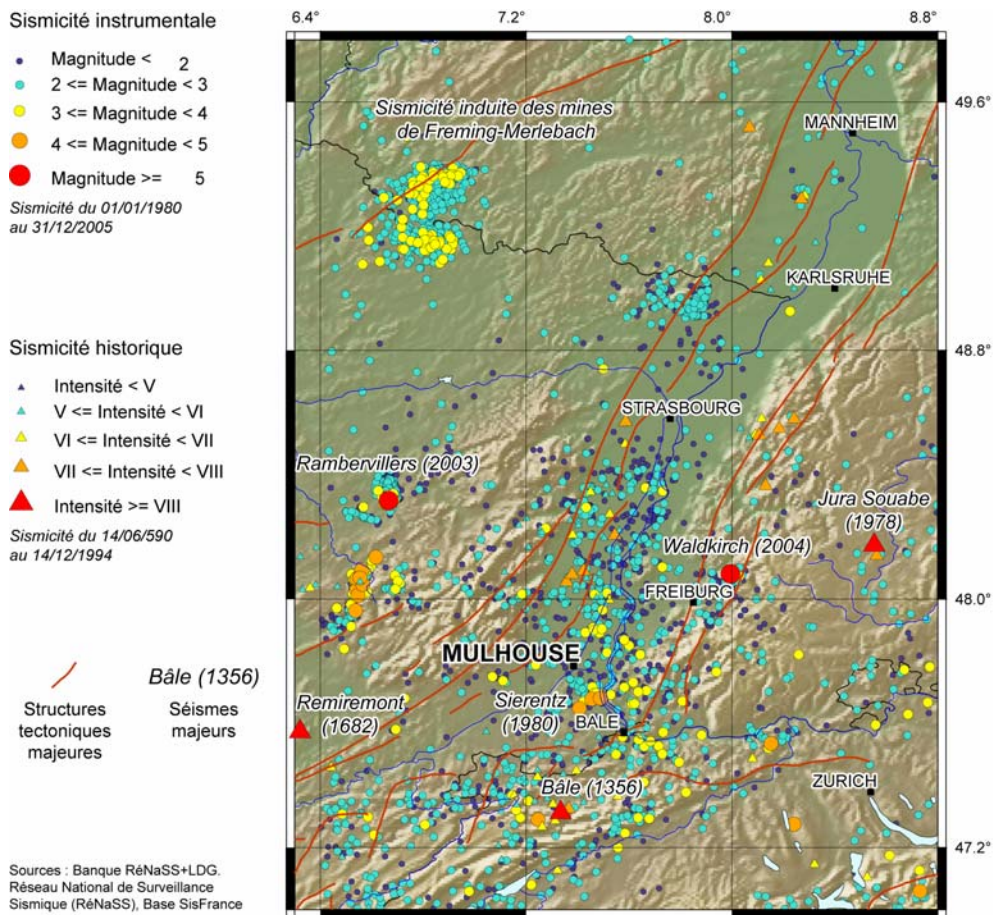 Sismicité instrumentale
Magnitude < 2
2 <= Magnitude < 3
3 <= Magnitude < 4
4 <= Magnitude < 5
Magnitude >= 5
Sismicité du 01/01/1980
au 31/12/2005
Sismicité historique
Intensité < V
V <= Intensité < VI
VI <= Intensité < VII
VII <= Intensité < VIII
Intensité >= VIII
Sismicité du 14/06/590
au 14/12/1994
Structures
tectoniques
majeures
Bâle (1356)
Séismes
majeurs
Sources : Banque RéNaSS+LDG.
Réseau National de Surveillance
Sismique (RéNaSS), Base SisFrance
6.4°
7.2°
8.0°
8.8°
49.6°
48.8°
48.0°
47.2°
Sismicité induite des mines
de Freming-Merlebach
MANNHEIM
KARLSRUHE
STRASBOURG
Rambervillers (2003)
Jura Souabe
(1978)
Waldkirch (2004)
FREIBURG
MULHOUSE
Remiremont
(1682)
Sierentz
(1980)
BALE
Bâle (1356)
ZURICH